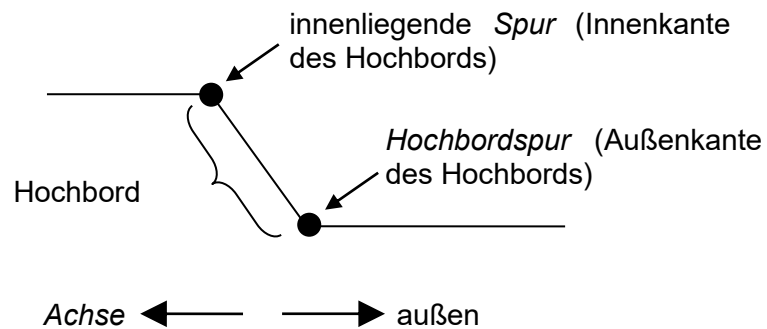 innenliegende Spur (Innenkante
des Hochbords)
Hochbordspur (Außenkante
des Hochbords)
Hochbord
Achse
außen